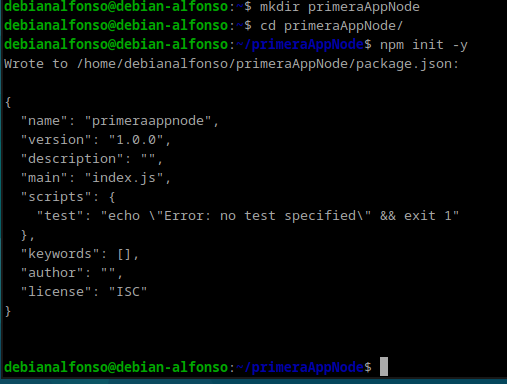 debianalfonso@debian-alfonso:~$ mkdir primeraAppNode
debianalfonso@debian-alfonso:~$ cd primeraAppNode/
debianalfonso@debian-alfonso:~/primeraAppNode$ npm init -y
Wrote to /home/debianalfonso/primeraAppNode/package.json:
{
  "name": "primeraappnode",
  "version": "1.0.0",
  "description": "",
  "main": "index.js",
  "scripts": {
    "test": "echo \"Error: no test specified\" && exit 1"
  },
  "keywords": [],
  "author": "",
  "license": "ISC"
}
debianalfonso@debian-alfonso:~/primeraAppNode$